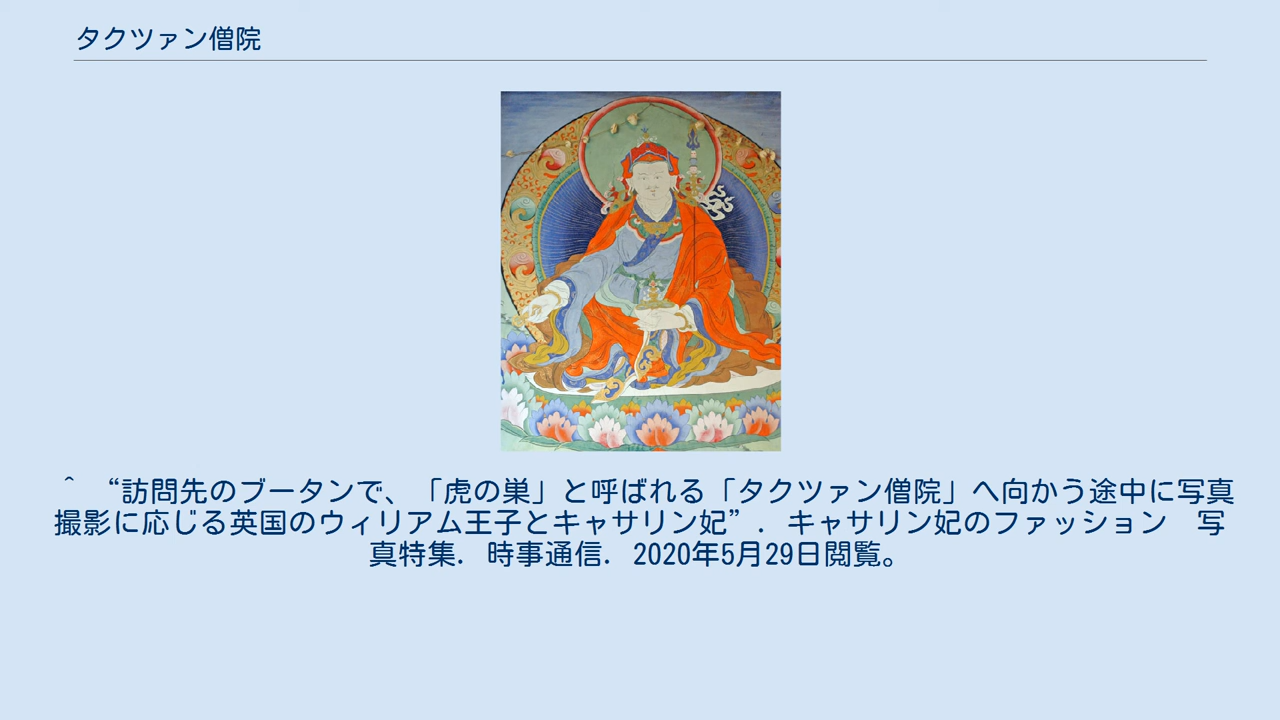 タクツァン僧院
^ “訪問先のブータンで、「虎の巣」と呼ばれる「タクツァン僧院」へ向かう途中に写真
撮影に応じる英国のウィリアム王子とキャサリン妃”. キャサリン妃のファッション 写
真特集. 時事通信. 2020年5月29日閲覧。